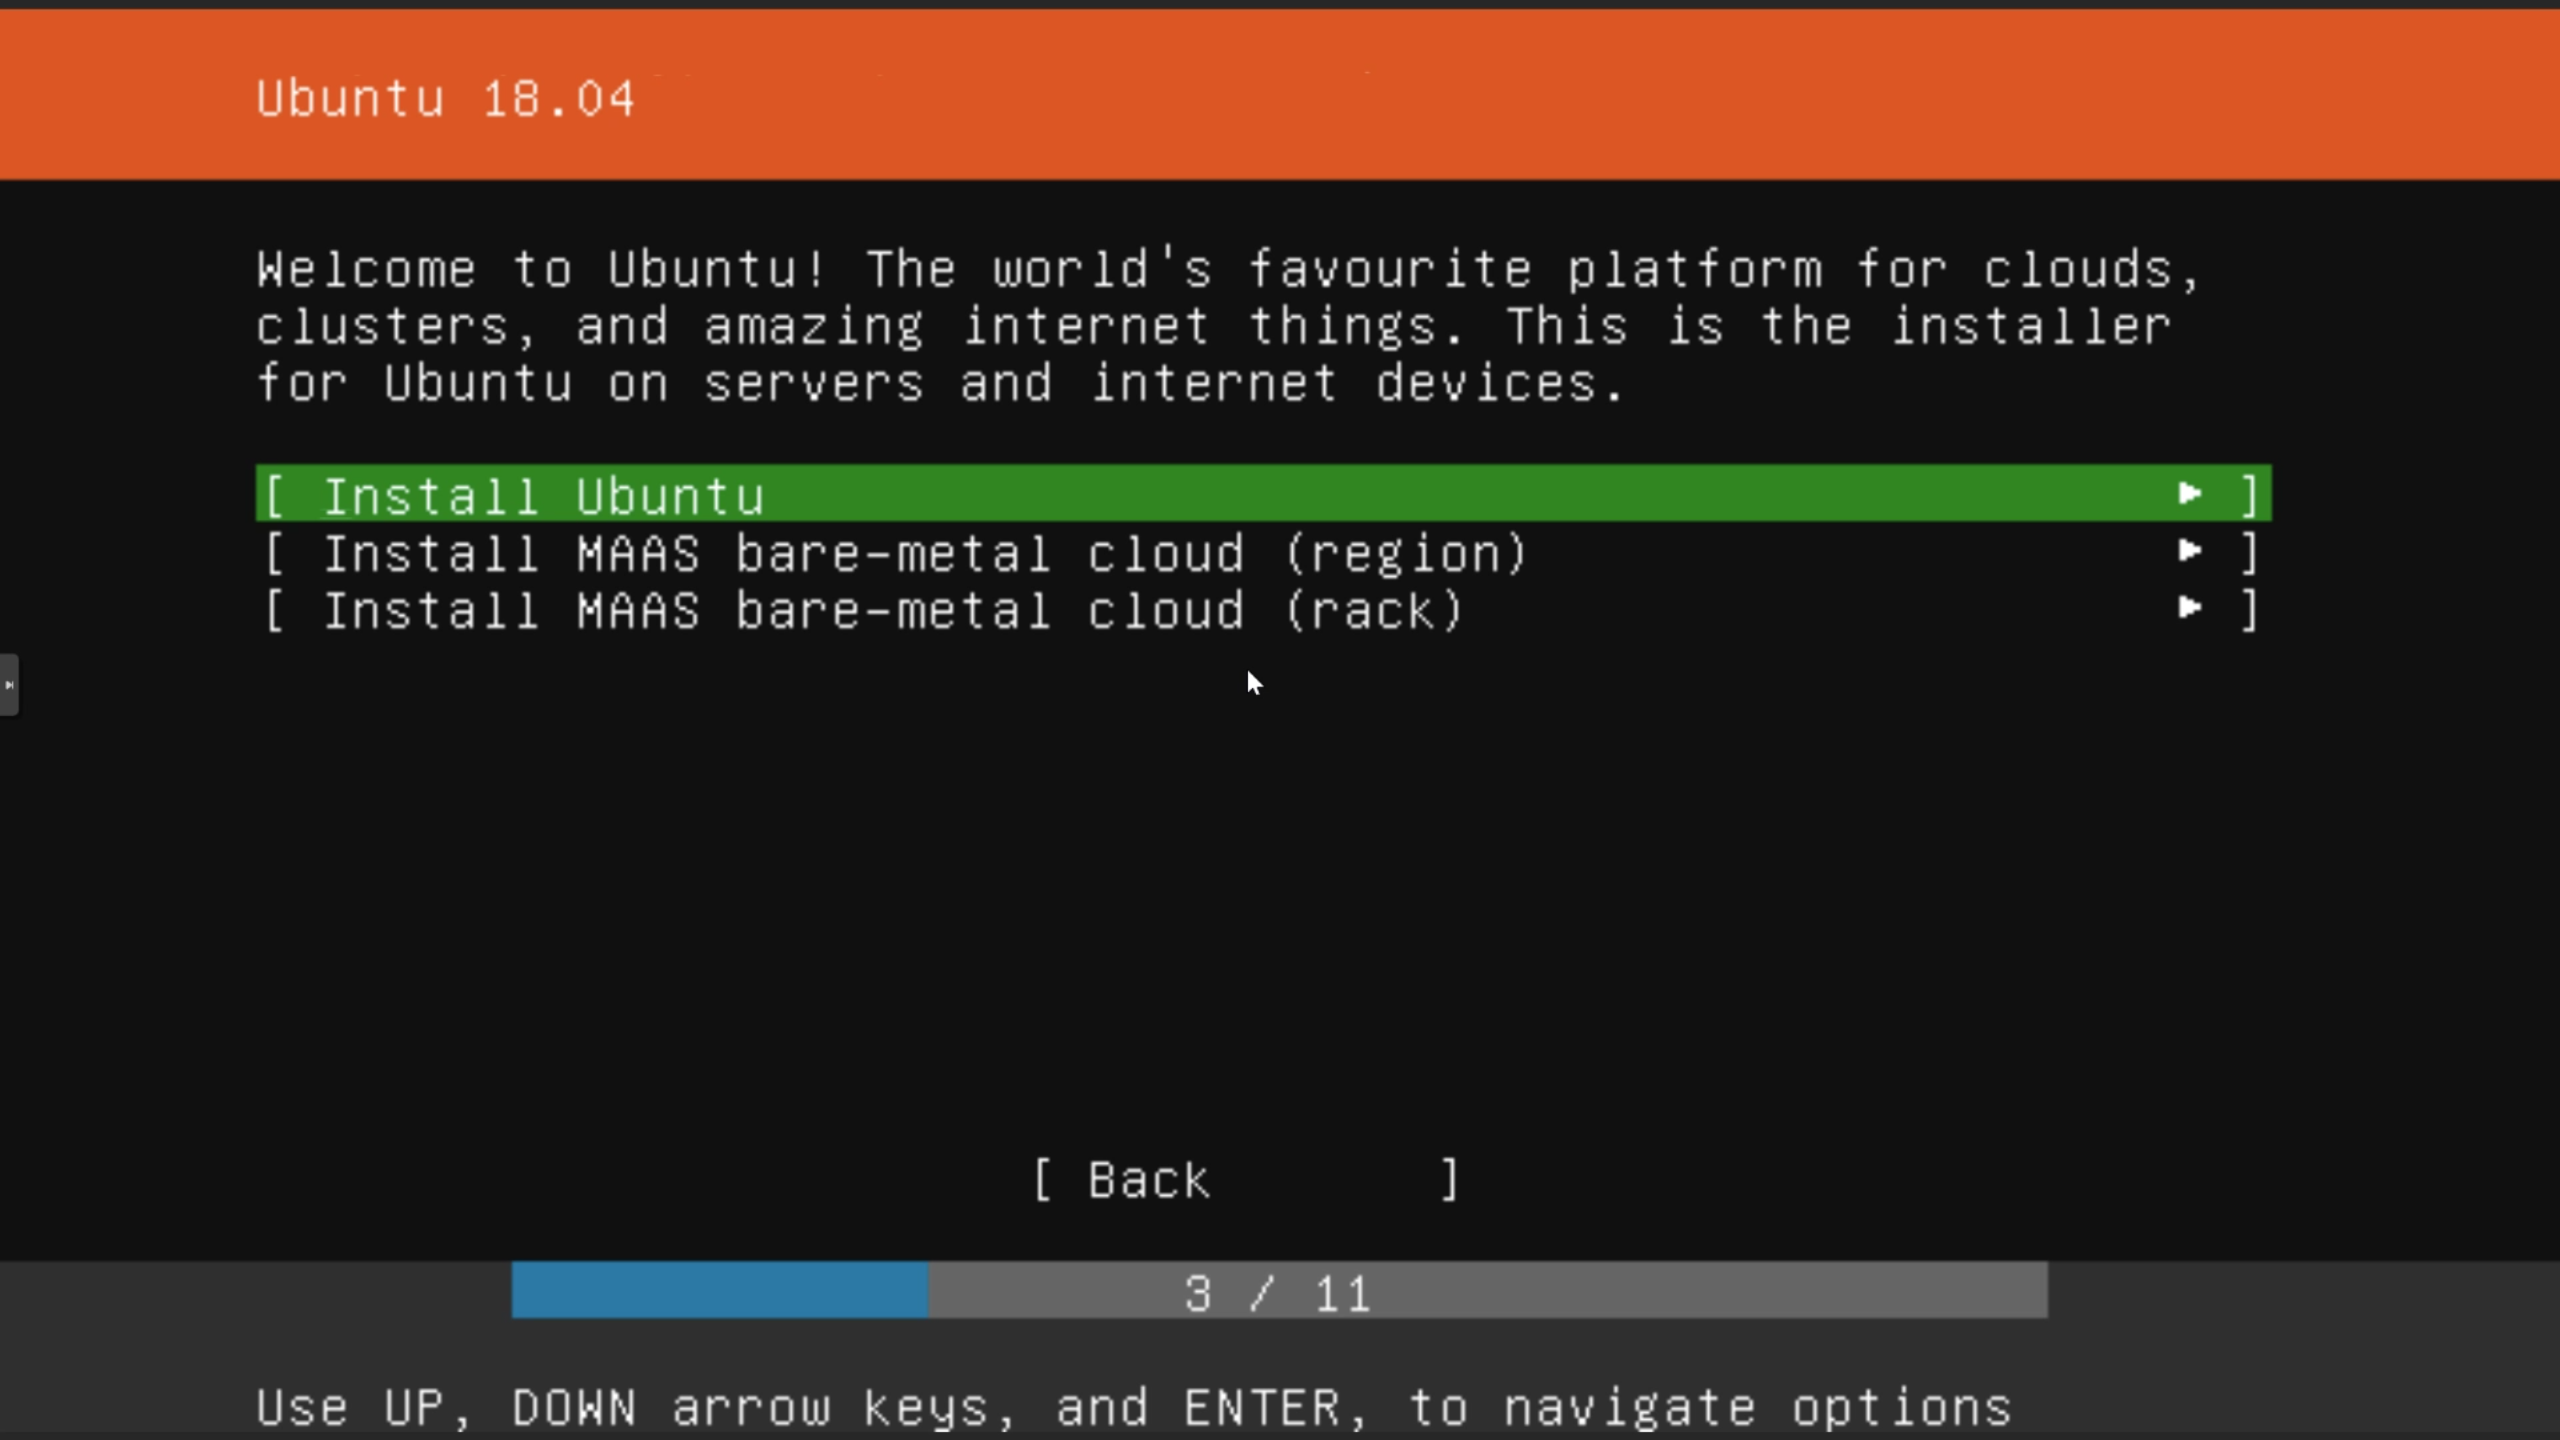 Ubuntu 18.04
Welcome to Ubuntu! The world's favourite platform for clouds,
clusters, and amazing internet things. This is the installer
for Ubuntu on servers and internet devices.
[ Install Ubuntu ► ]
[ Install MAAS bare-metal cloud (region) ► ]
[ Install MAAS bare-metal cloud (rack) ► ]
[ Back ]
3 / 11
Use UP, DOWN arrow keys, and ENTER, to navigate options